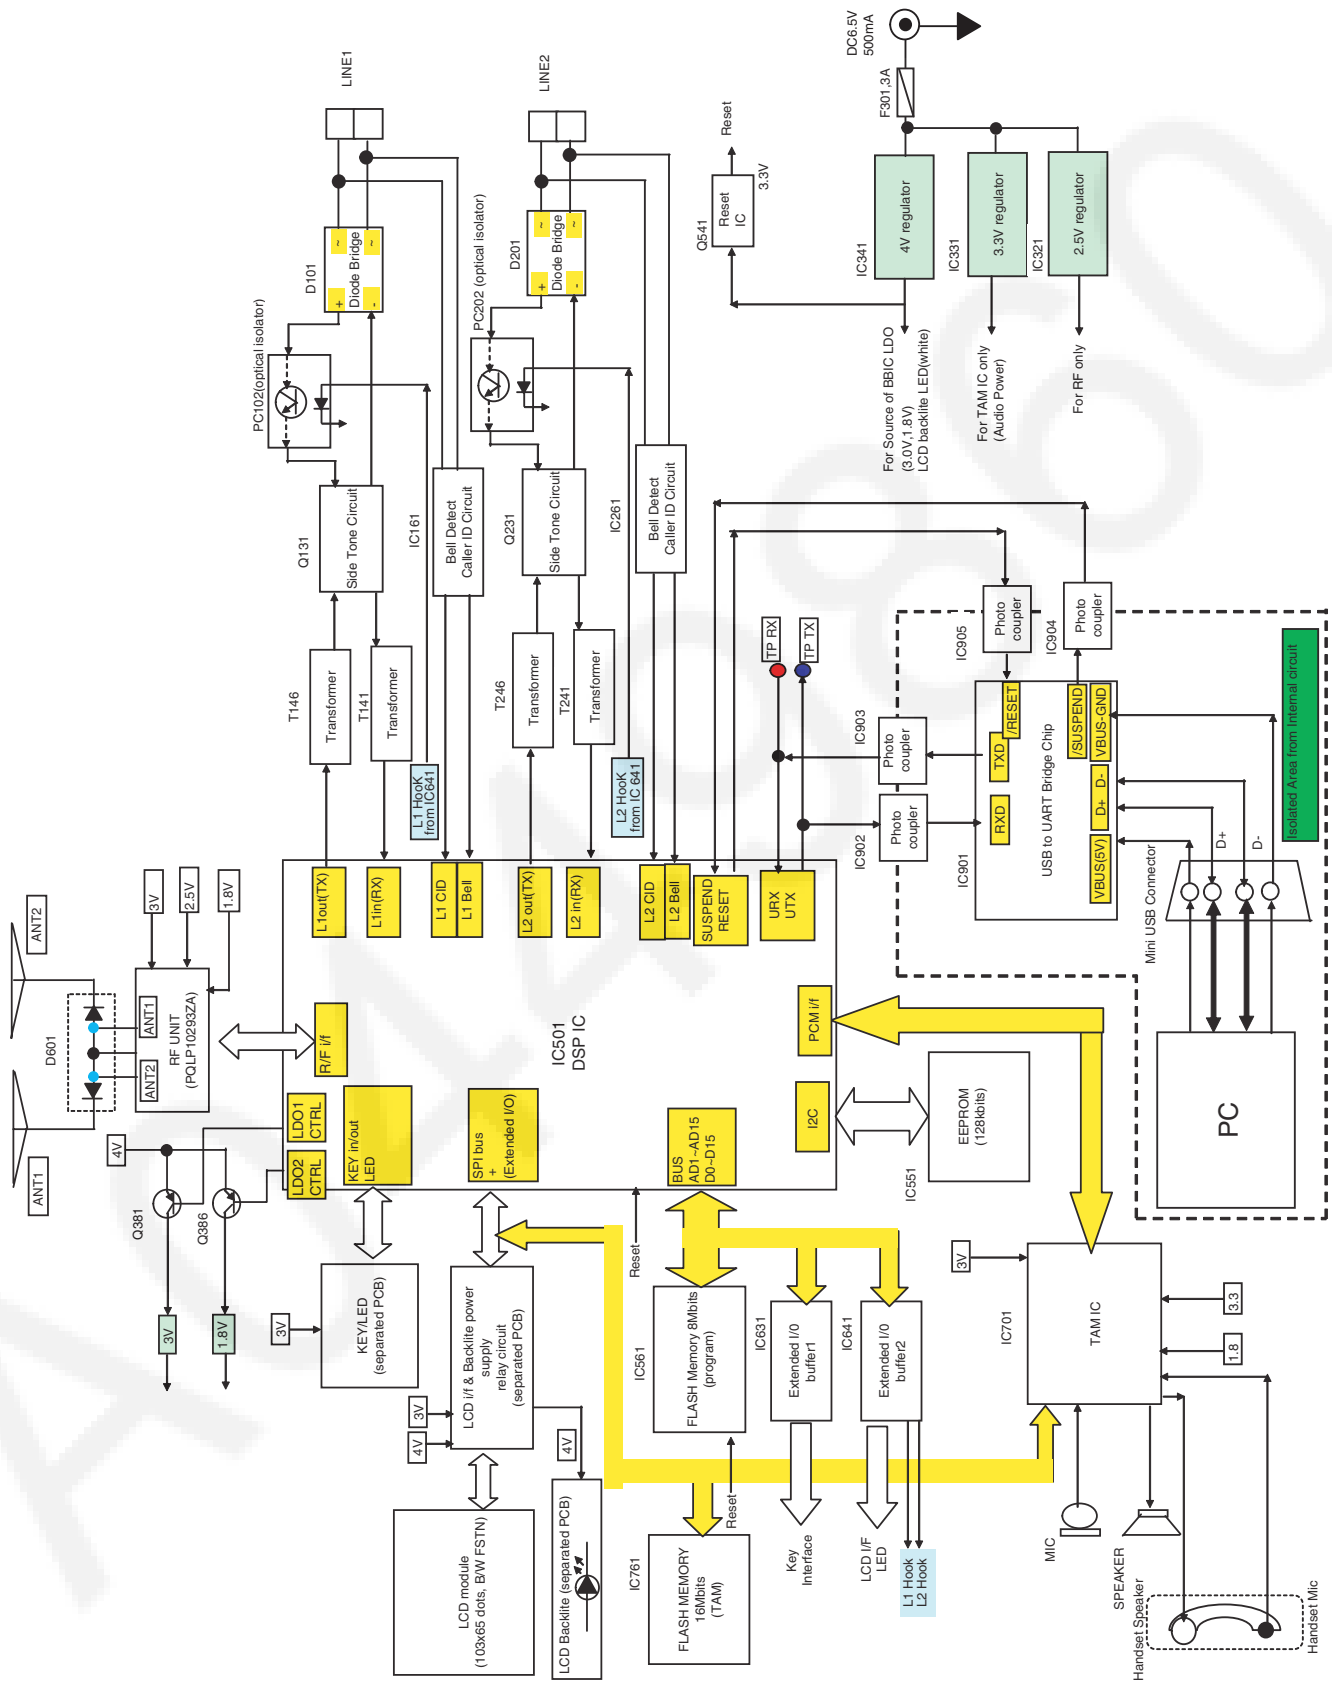 ANT1
ANT2
D601
ANT2
ANT1
RF UNIT
(PQLP10293ZA)
3V
2.5V
1.8V
4V
Q381
Q386
3V
1.8V
LDO2
CTRL
LDO1
CTRL
R/F i/f
KEY in/out
LED
SPI bus
+
(Extended I/O)
BUS
AD1~AD15
D0~D15
I2C
PCM i/f
IC501
DSP IC
L1out(TX)
L1in(RX)
L1 CID
L1 Bell
L2 out(TX)
L2 in(RX)
L2 CID
L2 Bell
SUSPEND
RESET
URX
UTX
T146
Transformer
T141
Transformer
L1 HooK
from IC641
Q131
Side Tone Circuit
IC161
Bell Detect
Caller ID Circuit
PC102(optical isolator)
D101
+
~
Diode Bridge
-
~
LINE1
T246
Transformer
T241
Transformer
L2 HooK
from IC 641
Q231
Side Tone Circuit
IC261
Bell Detect
Caller ID Circuit
PC202 (optical isolator)
D201
+
~
Diode Bridge
-
~
LINE2
Q541
Reset
IC
Reset
3.3V
DC6.5V
500mA
F301,3A
IC341
4V regulator
IC331
3.3V regulator
IC321
2.5V regulator
For Source of BBIC LDO
(3.0V,1.8V)
LCD backlite LED(white)
For TAM IC only
(Audio Power)
For RF only
TP RX
TP TX
IC902
Photo
coupler
IC903
Photo
coupler
IC905
Photo
coupler
IC904
Photo
coupler
IC901
USB to UART Bridge Chip
RXD
TXD
/RESET
/SUSPEND
VBUS(5V)
D+
D-
VBUS-GND
Mini USB Connector
D+
D-
Isolated Area from Internal circuit
PC
3V
KEY/LED
(separated PCB)
LCD i/f & Backlite power
supply
relay circuit
(separated PCB)
4V
3V
4V
LCD module
(103x65 dots, B/W FSTN)
LCD Backlite (separated PCB)
Reset
IC561
FLASH Memory 8Mbits
(program)
Reset
IC761
FLASH MEMORY
16Mbits
(TAM)
IC631
Extended I/0
buffer1
IC641
Extended I/0
buffer2
Key
Interface
LCD I/F
LED
L1 Hook
L2 Hook
IC551
EEPROM
(128kbits)
3V
IC701
TAM IC
1.8
3.3
MIC
SPEAKER
Handset Speaker
Handset Mic